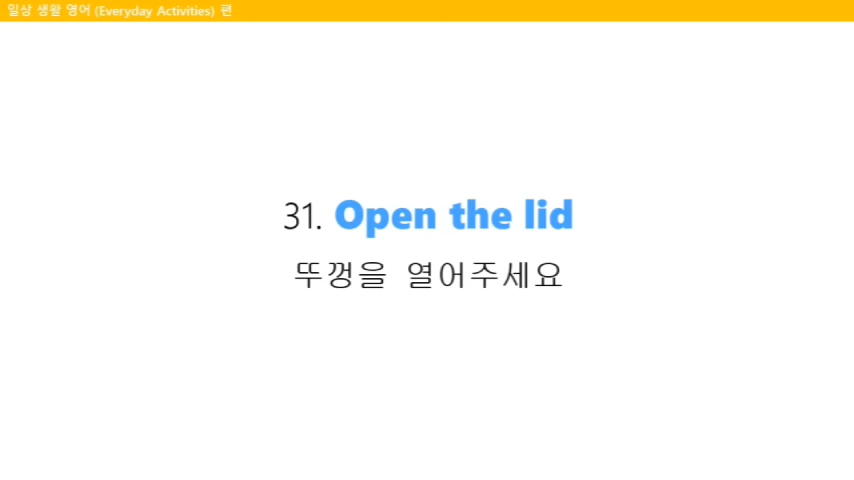 일상 생활 영어 (Everyday Activities) 편
31. Open the lid
뚜껑을 열어주세요